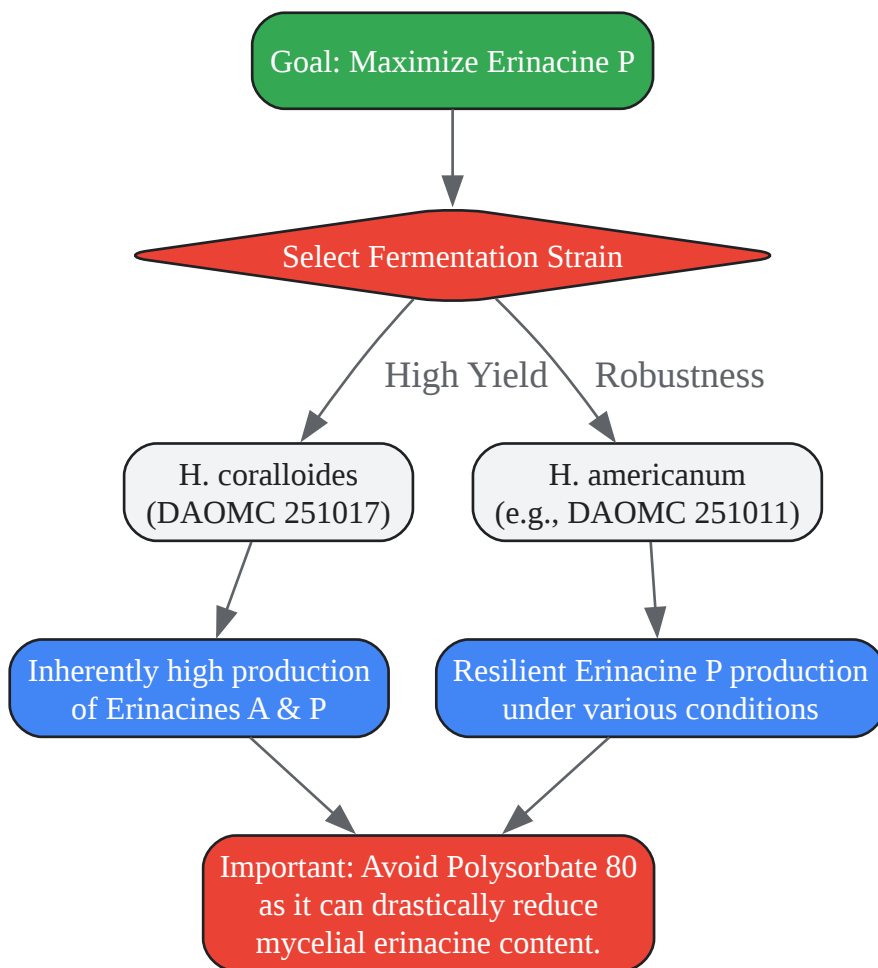 Goal: Maximize Erinacine P
Select Fermentation Strain
High Yield
Robustness
H. coralloides
(DAOMC 251017)
H. americanum
(e.g., DAOMC 251011)
Inherently high production
of Erinacines A & P
Resilient Erinacine P production
under various conditions
Important: Avoid Polysorbate 80
as it can drastically reduce
mycelial erinacine content.